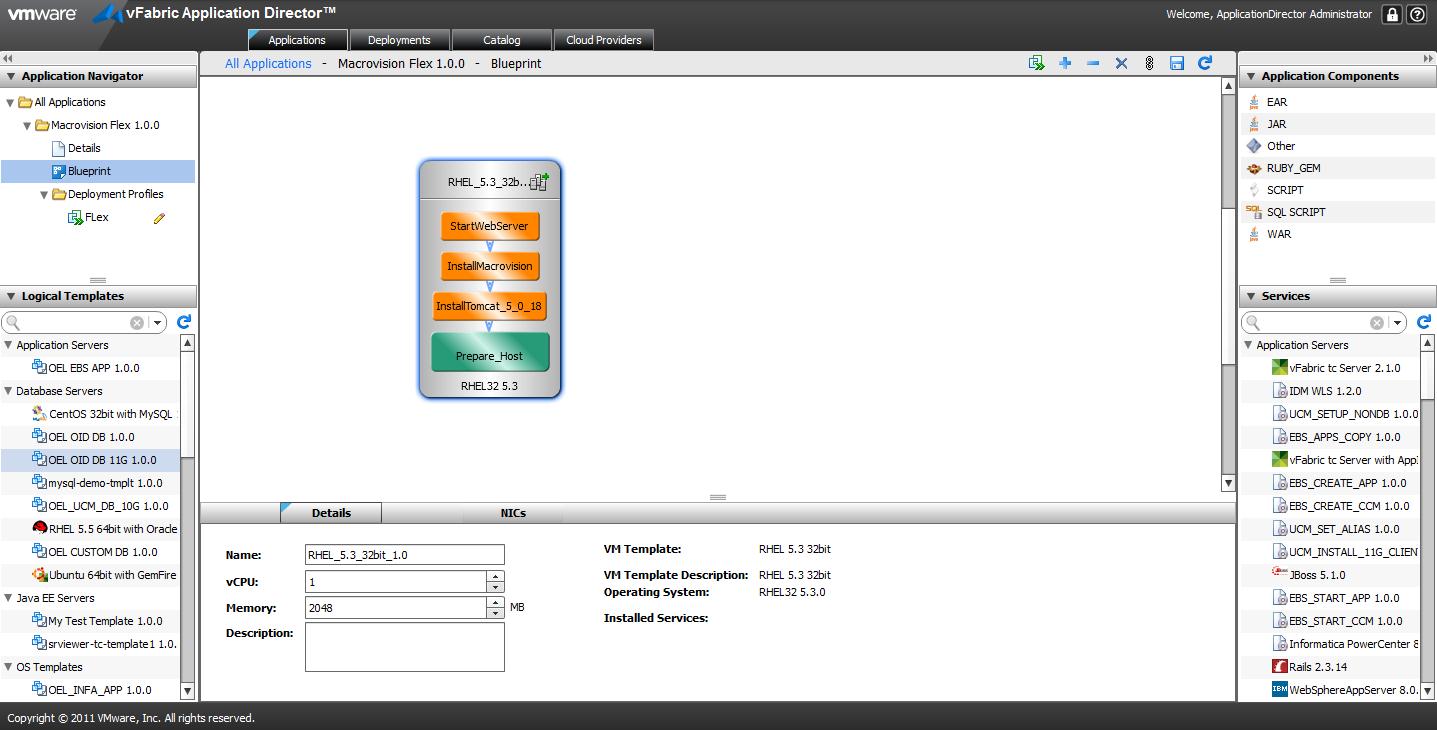 vmware vFabric Application Director™
Welcome, ApplicationDirector Administrator
Applications Deployments Catalog Cloud Providers
Application Navigator
All Applications
Macrovision Flex 1.0.0
Details
Blueprint
Deployment Profiles
FLex
Logical Templates
Application Servers
OEL EBS APP 1.0.0
Database Servers
CentOS 32bit with MySQL
OEL OID DB 1.0.0
OEL OID DB 11G 1.0.0
mysql-demo-tmplt 1.0.0
OEL_UCM_DB_10G 1.0.0
RHEL 5.5 64bit with Oracle
OEL CUSTOM DB 1.0.0
Ubuntu 64bit with GemFire
Java EE Servers
My Test Template 1.0.0
srviewer-tc-template1 1.0.
OS Templates
OEL_INFA_APP 1.0.0
All Applications - Macrovision Flex 1.0.0 - Blueprint
RHEL_5.3_32b...
StartWebServer
InstallMacrovision
InstallTomcat_5_0_18
Prepare_Host
RHEL32 5.3
Details NICs
Name: RHEL_5.3_32bit_1.0
vCPU: 1
Memory: 2048 MB
Description:
VM Template: RHEL 5.3 32bit
VM Template Description: RHEL 5.3 32bit
Operating System: RHEL32 5.3.0
Installed Services:
Application Components
EAR
JAR
Other
RUBY_GEM
SCRIPT
SQL SQL SCRIPT
WAR
Services
Application Servers
vFabric tc Server 2.1.0
IDM WLS 1.2.0
UCM_SETUP_NONDB 1.0.0
EBS_APPS_COPY 1.0.0
vFabric tc Server with App
EBS_CREATE_APP 1.0.0
EBS_CREATE_CCM 1.0.0
UCM_SET_ALIAS 1.0.0
UCM_INSTALL_11G_CLIEN
JBoss 5.1.0
EBS_START_APP 1.0.0
EBS_START_CCM 1.0.0
Informatica PowerCenter 8
Rails 2.3.14
IBM WebSphereAppServer 8.0.
Copyright © 2011 VMware, Inc. All rights reserved.